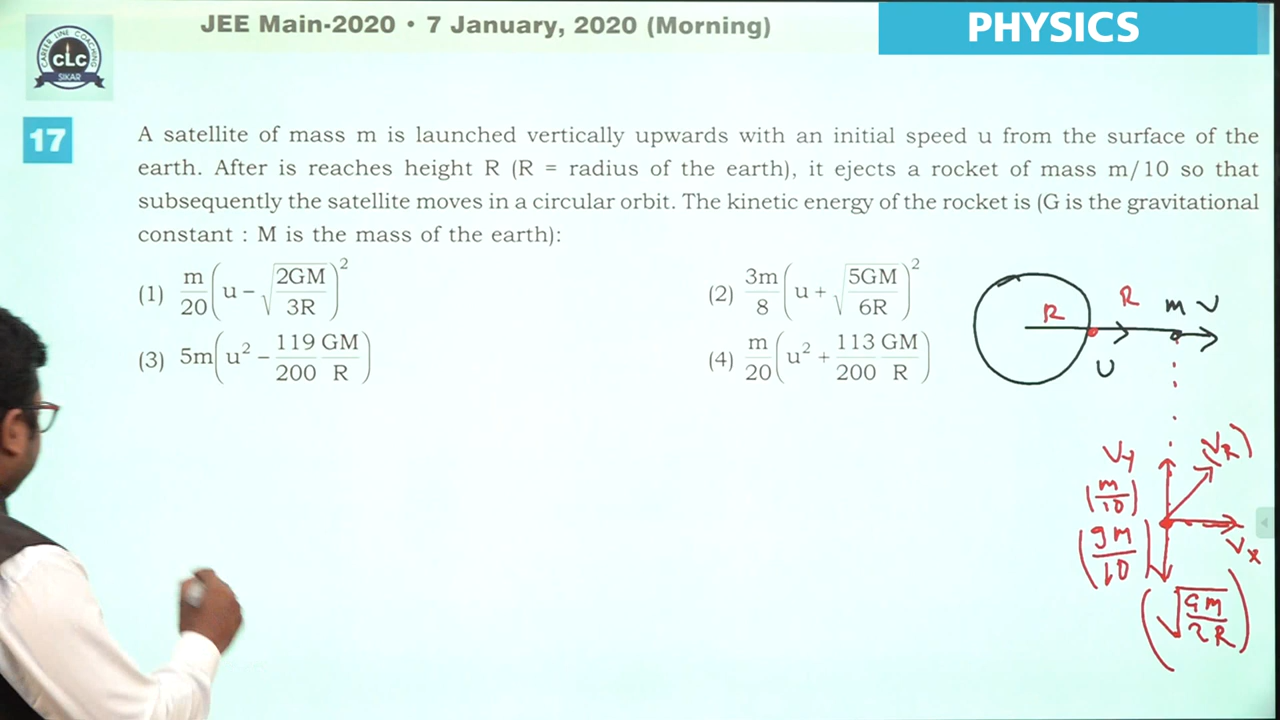 JEE Main-2020 • 7 January, 2020 (Morning)
PHYSICS
CAREER LINE COACHING
CLC
SIKAR
17
A satellite of mass m is launched vertically upwards with an initial speed u from the surface of the
earth. After is reaches height R (R = radius of the earth), it ejects a rocket of mass m/10 so that
subsequently the satellite moves in a circular orbit. The kinetic energy of the rocket is (G is the gravitational
constant : M is the mass of the earth):
(1) m/20 (u − √(2GM/3R))²
(2) 3m/8 (u + √(5GM/6R))²
(3) 5m(u² − 119/200 GM/R)
(4) m/20 (u² + 113/200 GM/R)
R R m V
U
Vy (VR)
(m/10)
(9m/10) Vx
(√(GM/2R))